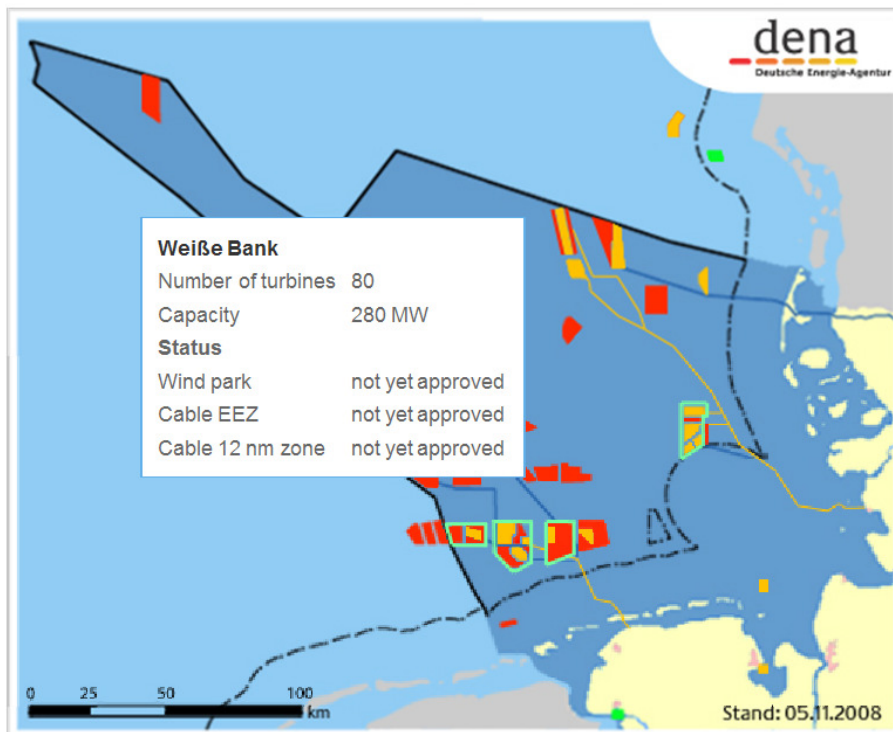 dena
Deutsche Energie-Agentur
Weiße Bank
Number of turbines 80
Capacity 280 MW
Status
Wind park not yet approved
Cable EEZ not yet approved
Cable 12 nm zone not yet approved
0 25 50 100
km
Stand: 05.11.2008